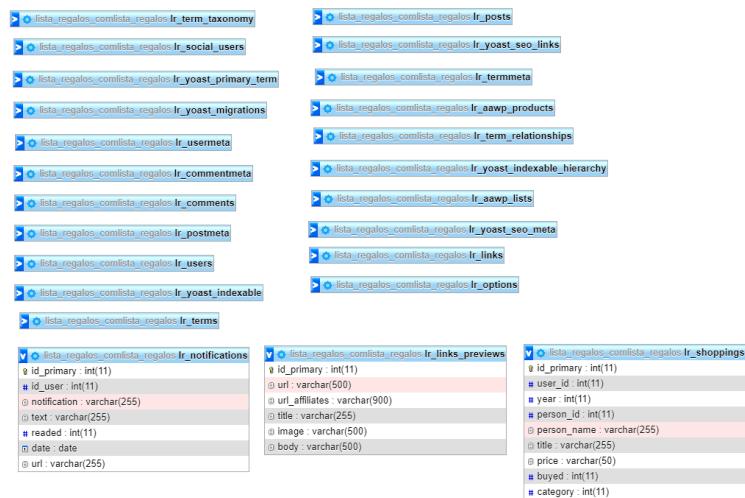 lista_regalos_comlista_regalos lr_term_taxonomy
lista_regalos_comlista_regalos lr_social_users
lista_regalos_comlista_regalos lr_yoast_primary_term
lista_regalos_comlista_regalos lr_yoast_migrations
lista_regalos_comlista_regalos lr_usermeta
lista_regalos_comlista_regalos lr_commentmeta
lista_regalos_comlista_regalos lr_comments
lista_regalos_comlista_regalos lr_postmeta
lista_regalos_comlista_regalos lr_users
lista_regalos_comlista_regalos lr_yoast_indexable
lista_regalos_comlista_regalos lr_terms
lista_regalos_comlista_regalos lr_posts
lista_regalos_comlista_regalos lr_yoast_seo_links
lista_regalos_comlista_regalos lr_termmeta
lista_regalos_comlista_regalos lr_aawp_products
lista_regalos_comlista_regalos lr_term_relationships
lista_regalos_comlista_regalos lr_yoast_indexable_hierarchy
lista_regalos_comlista_regalos lr_aawp_lists
lista_regalos_comlista_regalos lr_yoast_seo_meta
lista_regalos_comlista_regalos lr_links
lista_regalos_comlista_regalos lr_options
lista_regalos_comlista_regalos lr_notifications
id_primary : int(11)
id_user : int(11)
notification : varchar(255)
text : varchar(255)
readed : int(11)
date : date
url : varchar(255)
lista_regalos_comlista_regalos lr_links_previews
id_primary : int(11)
url : varchar(500)
url_affiliates : varchar(900)
title : varchar(255)
image : varchar(500)
body : varchar(500)
lista_regalos_comlista_regalos lr_shoppings
id_primary : int(11)
user_id : int(11)
year : int(11)
person_id : int(11)
person_name : varchar(255)
title : varchar(255)
price : varchar(50)
buyed : int(11)
category : int(11)